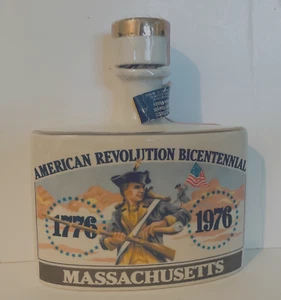 AMERICAN REVOLUTION BICENTENNIAL
1776 1976
MASSACHUSETTS